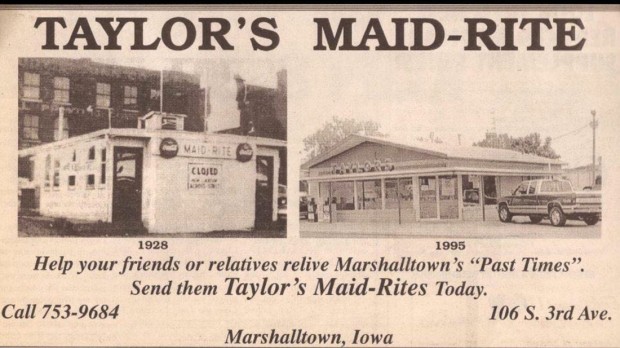 TAYLOR'S MAID-RITE
MAID-RITE
CLOSED
1928
1995
Help your friends or relatives relive Marshalltown's “Past Times”.
Send them Taylor's Maid-Rites Today.
Call 753-9684
106 S. 3rd Ave.
Marshalltown, Iowa